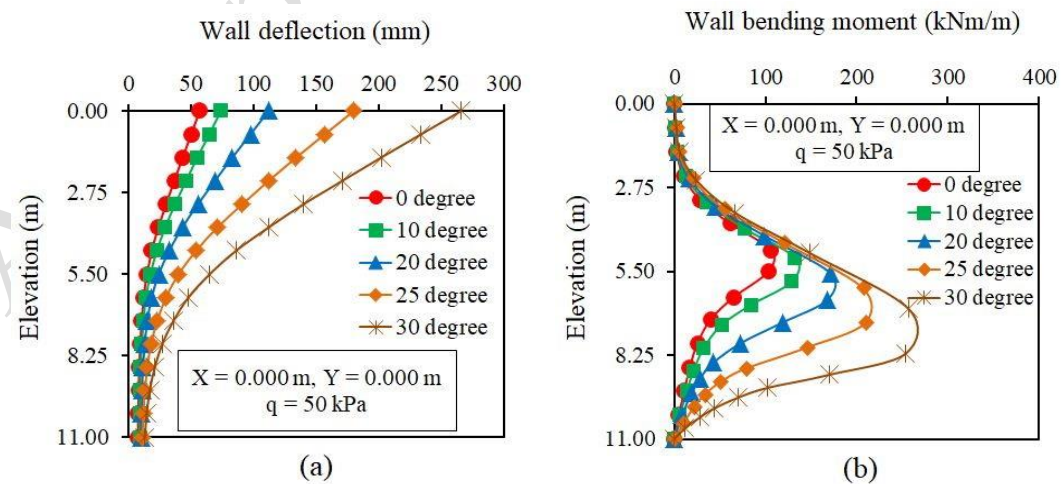 Wall deflection (mm)
0 50 100 150 200 250 300
0.00
2.75
5.50
8.25
11.00
Elevation (m)
0 degree
10 degree
20 degree
25 degree
30 degree
X = 0.000 m, Y = 0.000 m
q = 50 kPa
(a)
Wall bending moment (kNm/m)
0 100 200 300 400
0.00
2.75
5.50
8.25
11.00
Elevation (m)
X = 0.000 m, Y = 0.000 m
q = 50 kPa
0 degree
10 degree
20 degree
25 degree
30 degree
(b)